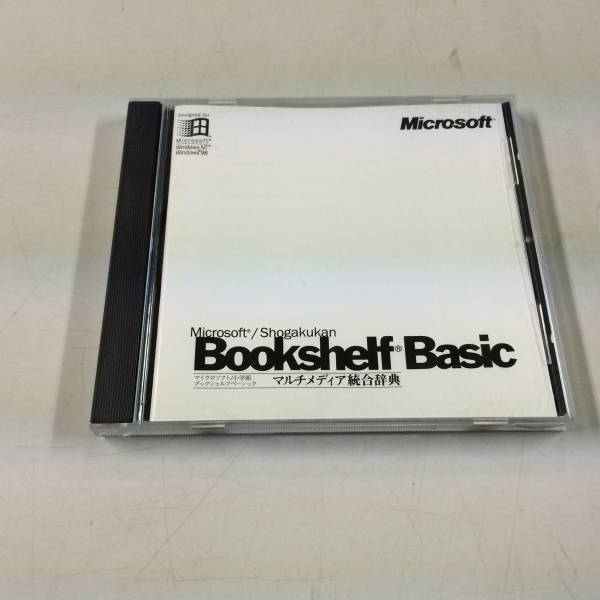 Designed for
Microsoft®
Windows NT™
Windows®98
Microsoft®
Microsoft®/Shogakukan
Bookshelf® Basic
マイクロソフト/小学館
ブックシェルフベーシック
マルチメディア統合辞典